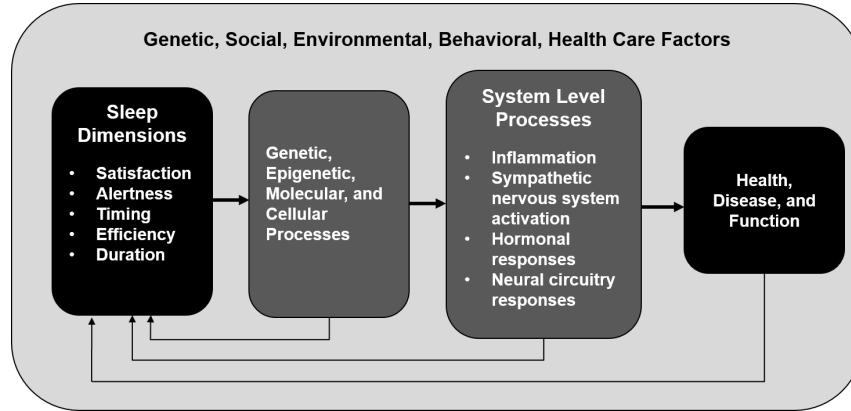 Genetic, Social, Environmental, Behavioral, Health Care Factors
Sleep
Dimensions
• Satisfaction
• Alertness
• Timing
• Efficiency
• Duration
Genetic,
Epigenetic,
Molecular, and
Cellular
Processes
System Level
Processes
• Inflammation
• Sympathetic
nervous system
activation
• Hormonal
responses
• Neural circuitry
responses
Health,
Disease, and
Function